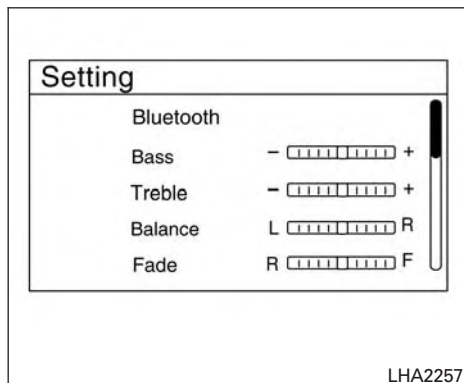 Setting
Bluetooth
Bass - +
Treble - +
Balance L R
Fade R F
LHA2257